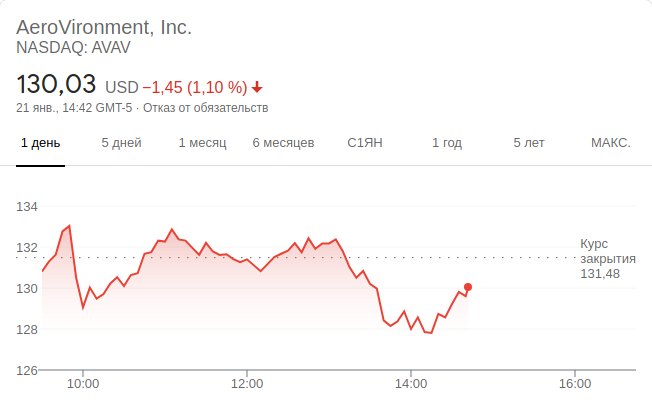 AeroVironment, Inc.
NASDAQ: AVAV
130,03 USD −1,45 (1,10 %)
21 янв., 14:42 GMT-5 · Отказ от обязательств
1 день 5 дней 1 месяц 6 месяцев С1ЯН 1 год 5 лет МАКС.
134
132
130
128
126
Курс
закрытия
131,48
10:00 12:00 14:00 16:00